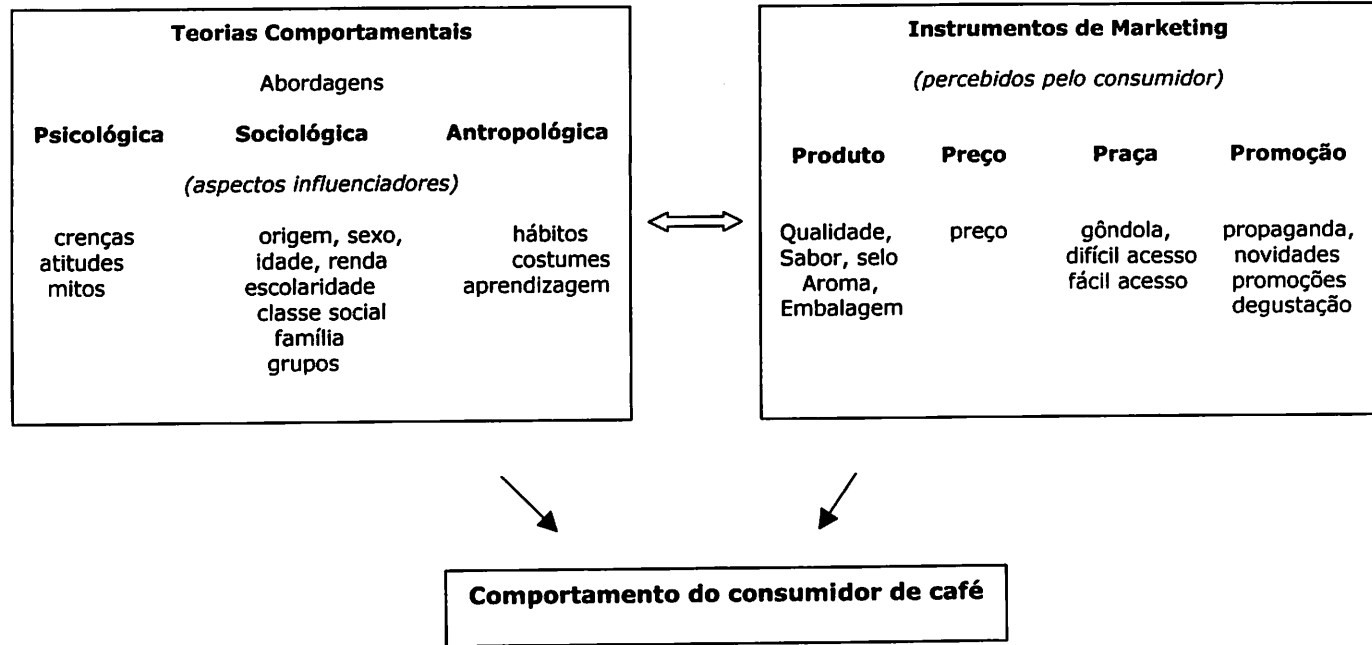 Teorias Comportamentais
Abordagens
Psicológica Sociológica Antropológica
(aspectos influenciadores)
crenças origem, sexo, hábitos
atitudes idade, renda costumes
mitos escolaridade aprendizagem
classe social
família
grupos
Instrumentos de Marketing
(percebidos pelo consumidor)
Produto Preço Praça Promoção
Qualidade, preço gôndola, propaganda,
Sabor, selo difícil acesso novidades
Aroma, fácil acesso promoções
Embalagem degustação
Comportamento do consumidor de café